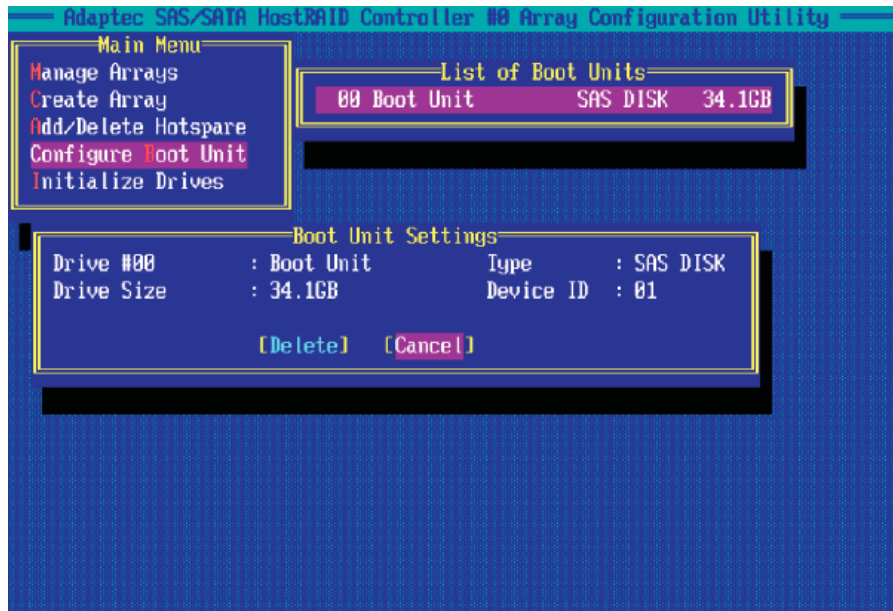 Adaptec SAS/SATA HostRAID Controller #0 Array Configuration Utility
Main Menu
Manage Arrays
Create Array
Add/Delete Hotspare
Configure Boot Unit
Initialize Drives
List of Boot Units
00 Boot Unit SAS DISK 34.1GB
Boot Unit Settings
Drive #00 : Boot Unit Type : SAS DISK
Drive Size : 34.1GB Device ID : 01
[Delete] [Cancel]